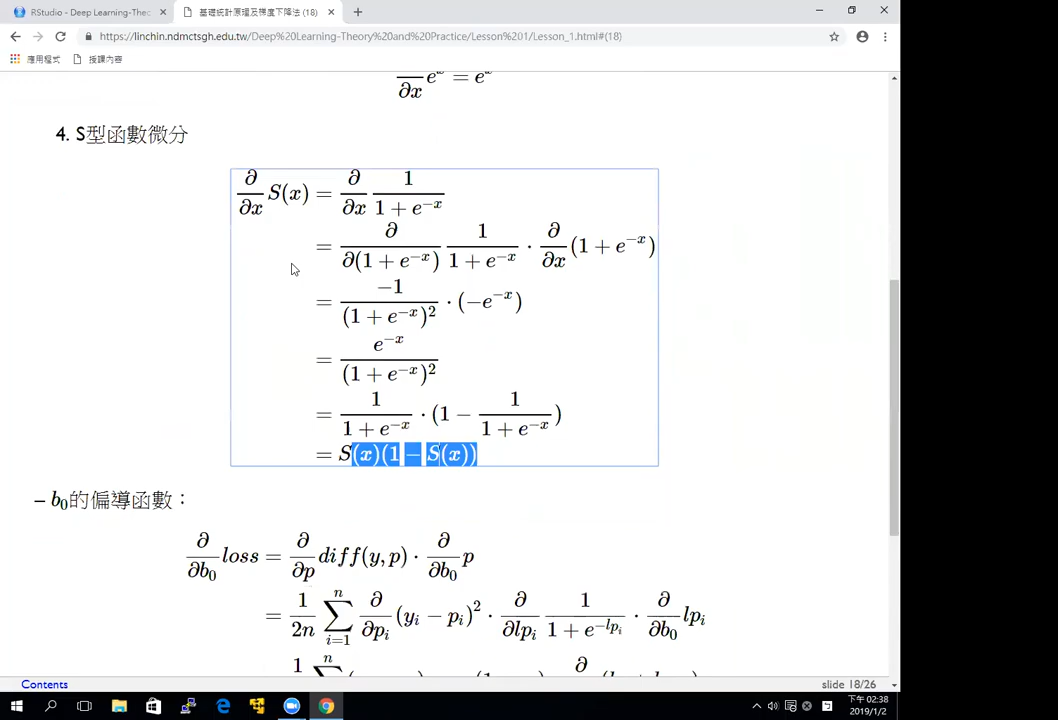 RStudio - Deep Learning-Theo
基礎統計原理及梯度下降法 (18)
https://linchin.ndmctsgh.edu.tw/Deep%20Learning-Theory%20and%20Practice/Lesson%201/Lesson_1.html#(18)
應用程式 授課內容
∂/∂x e^x = e^x
4. S型函數微分
∂/∂x S(x) = ∂/∂x 1/(1 + e^{-x})
= ∂/∂(1 + e^{-x}) 1/(1 + e^{-x}) · ∂/∂x (1 + e^{-x})
= -1/(1 + e^{-x})^2 · (-e^{-x})
= e^{-x}/(1 + e^{-x})^2
= 1/(1 + e^{-x}) · (1 - 1/(1 + e^{-x}))
= S(x)(1 - S(x))
– b_0的偏導函數：
∂/∂b_0 loss = ∂/∂p diff(y, p) · ∂/∂b_0 p
= 1/2n ∑_{i=1}^{n} ∂/∂p_i (y_i - p_i)^2 · ∂/∂lp_i 1/(1 + e^{-lp_i}) · ∂/∂b_0 lp_i
Contents
slide 18/26
下午 02:38
2019/1/2